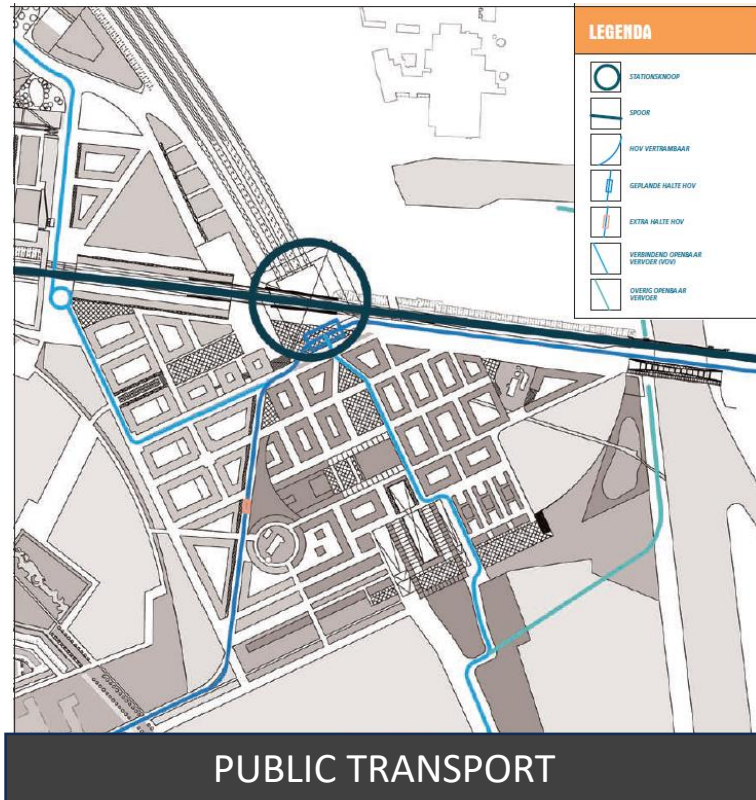 LEGENDA
STATIONSKNOOP
SPOOR
HOV VERTRAMBAAR
GEPLANDE HALTE HOV
EXTRA HALTE HOV
VERBINDEND OPENBAAR
VERVOER (VOV)
OVERIG OPENBAAR
VERVOER
PUBLIC TRANSPORT